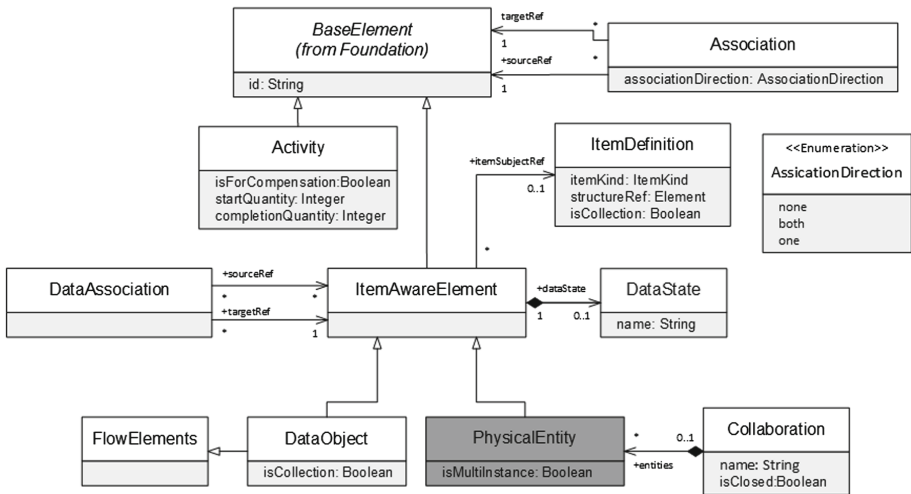 BaseElement
(from Foundation)
id: String
targetRef
*
1
+sourceRef
*
1
Association
associationDirection: AssociationDirection
Activity
isForCompensation:Boolean
startQuantity: Integer
completionQuantity: Integer
+itemSubjectRef
0..1
*
ItemDefinition
itemKind: ItemKind
structureRef: Element
isCollection: Boolean
<<Enumeration>>
AssicationDirection
none
both
one
DataAssociation
+sourceRef
*
*
+targetRef
*
1
ItemAwareElement
+dataState
1
0..1
DataState
name: String
FlowElements
DataObject
isCollection: Boolean
PhysicalEntity
isMultiInstance: Boolean
*
0..1
+entities
Collaboration
name: String
isClosed:Boolean